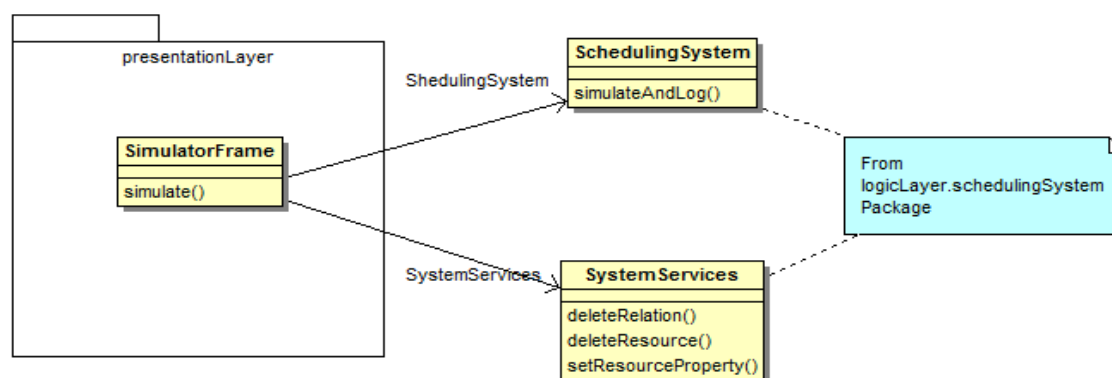 presentationLayer
SimulatorFrame
simulate()
ShedulingSystem
SchedulingSystem
simulateAndLog()
From
logicLayer.schedulingSystem
Package
SystemServices
SystemServices
deleteRelation()
deleteResource()
setResourceProperty()